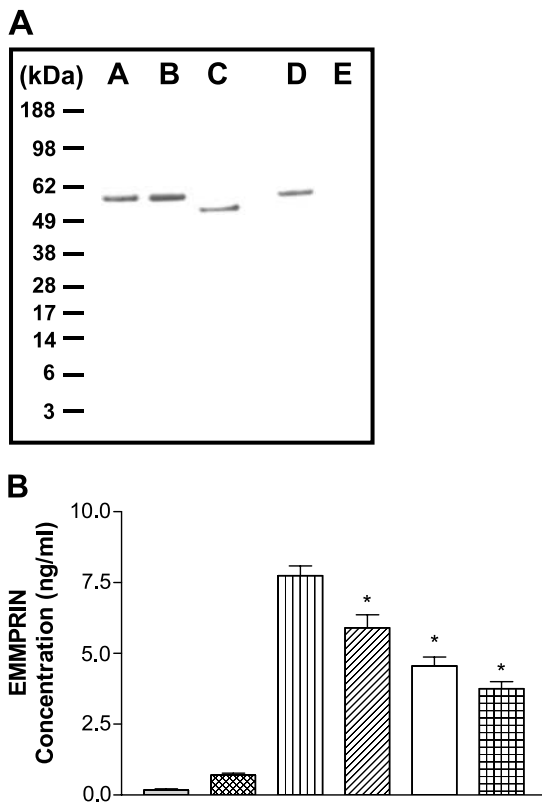 A
(kDa) A B C D E
188
98
62
49
38
28
17
14
6
3
B
EMMPRIN
Concentration (ng/ml)
10.0
7.5
5.0
2.5
0.0
* * *